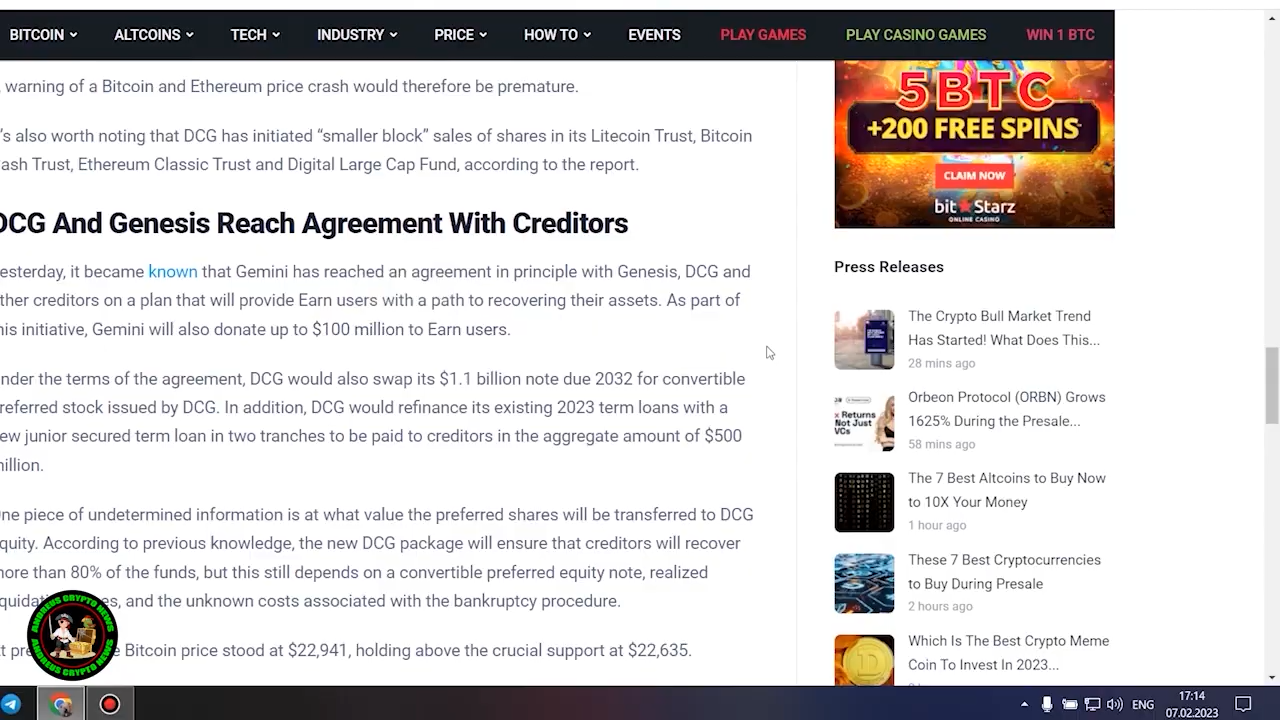 BITCOIN ALTCOINS TECH INDUSTRY PRICE HOW TO EVENTS PLAY GAMES PLAY CASINO GAMES WIN 1 BTC
, warning of a Bitcoin and Ethereum price crash would therefore be premature.
's also worth noting that DCG has initiated “smaller block” sales of shares in its Litecoin Trust, Bitcoin
ash Trust, Ethereum Classic Trust and Digital Large Cap Fund, according to the report.
DCG And Genesis Reach Agreement With Creditors
esterday, it became known that Gemini has reached an agreement in principle with Genesis, DCG and
ther creditors on a plan that will provide Earn users with a path to recovering their assets. As part of
his initiative, Gemini will also donate up to $100 million to Earn users.
nder the terms of the agreement, DCG would also swap its $1.1 billion note due 2032 for convertible
referred stock issued by DCG. In addition, DCG would refinance its existing 2023 term loans with a
ew junior secured term loan in two tranches to be paid to creditors in the aggregate amount of $500
million.
ne piece of undetermined information is at what value the preferred shares will be transferred to DCG
quity. According to previous knowledge, the new DCG package will ensure that creditors will recover
more than 80% of the funds, but this still depends on a convertible preferred equity note, realized
es, and the unknown costs associated with the bankruptcy procedure.
Bitcoin price stood at $22,941, holding above the crucial support at $22,635.
5BTC
+200 FREE SPINS
CLAIM NOW
bitStarz
ONLINE CASINO
Press Releases
The Crypto Bull Market Trend
Has Started! What Does This...
28 mins ago
Returns
Not Just
VCs
Orbeon Protocol (ORBN) Grows
1625% During the Presale...
58 mins ago
The 7 Best Altcoins to Buy Now
to 10X Your Money
1 hour ago
These 7 Best Cryptocurrencies
to Buy During Presale
2 hours ago
Which Is The Best Crypto Meme
Coin To Invest In 2023...
ANDREUS CRYPTO NEWS
ANDREUS CRYPTO NEWS
ENG
17:14
07.02.2023